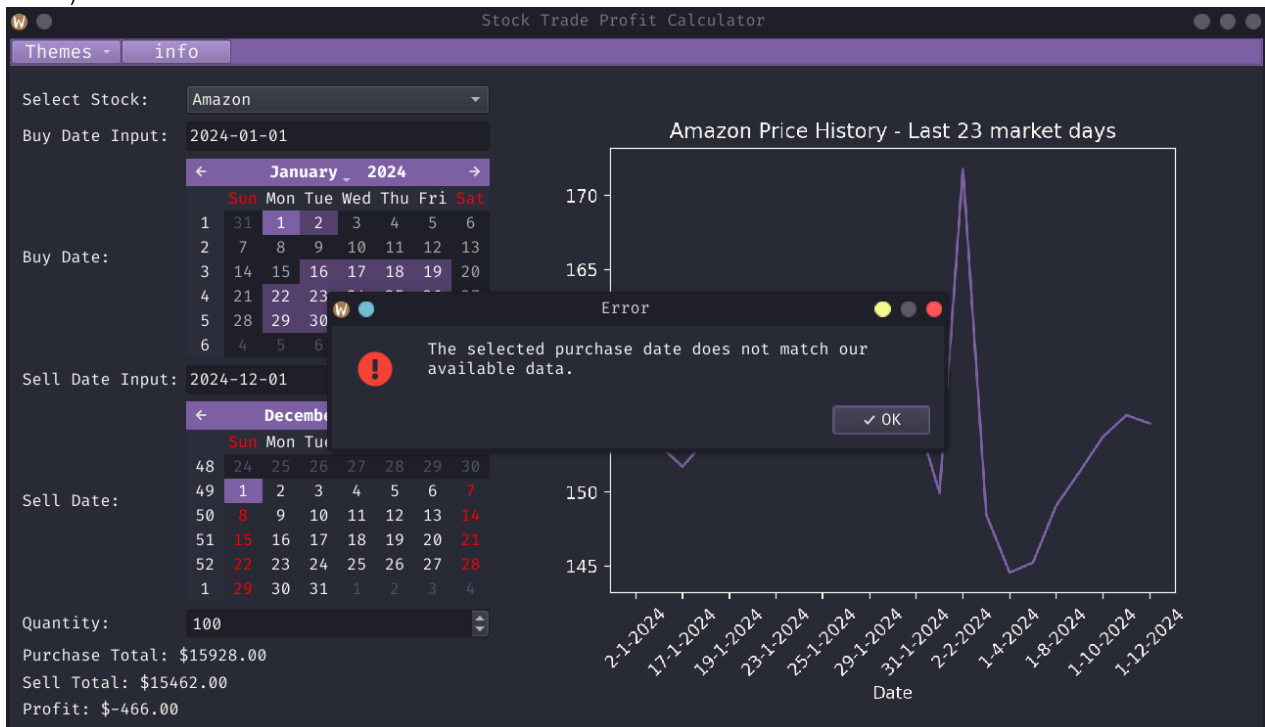 Stock Trade Profit Calculator
Themes info
Select Stock: Amazon
Buy Date Input: 2024-01-01
Buy Date:
← January 2024 →
Sun Mon Tue Wed Thu Fri Sat
1 31 1 2 3 4 5 6
2 7 8 9 10 11 12 13
3 14 15 16 17 18 19 20
4 21 22 23
5 28 29 30
6 4 5 6
Sell Date Input: 2024-12-01
Sell Date:
←
Sun Mon
48 24 25 26 27 28 29 30
49 1 2 3 4 5 6 7
50 8 9 10 11 12 13 14
51 15 16 17 18 19 20 21
52 22 23 24 25 26 27 28
1 29 30 31 1 2 3 4
Quantity: 100
Purchase Total: $15928.00
Sell Total: $15462.00
Profit: $-466.00
Error
The selected purchase date does not match our
available data.
✓ OK
Amazon Price History - Last 23 market days
170
165
150
145
2-1-2024 17-1-2024 19-1-2024 23-1-2024 25-1-2024 29-1-2024 31-1-2024 2-2-2024 1-4-2024 1-8-2024 1-10-2024 1-12-2024
Date